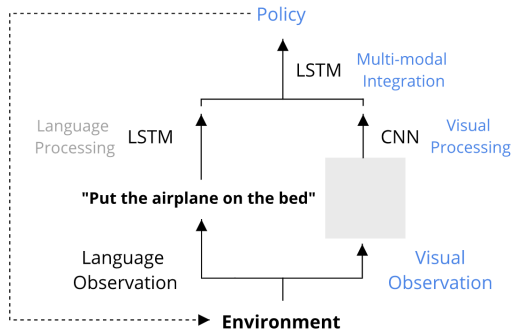 Policy
LSTM
Multi-modal
Integration
Language
Processing
LSTM
CNN
Visual
Processing
"Put the airplane on the bed"
Language
Observation
Visual
Observation
Environment